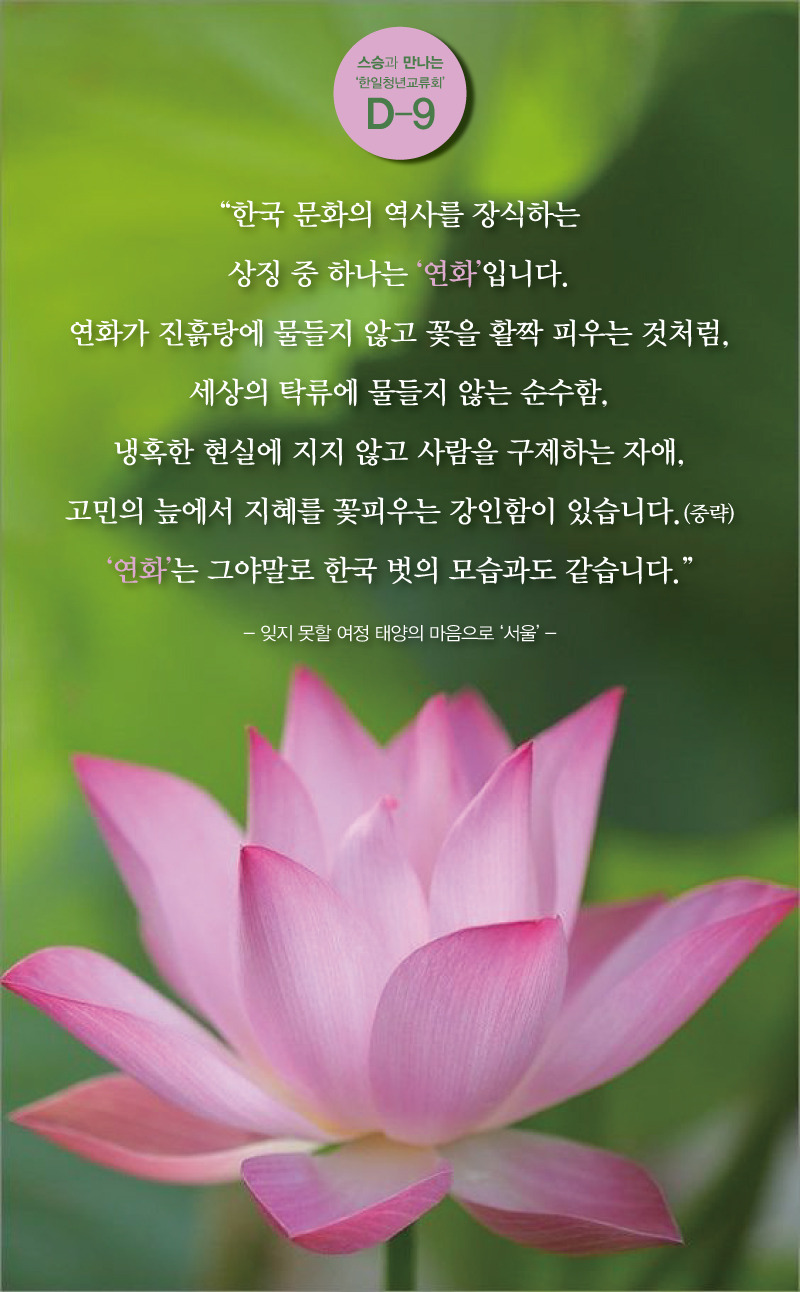 스승과 만나는
'한일청년교류회'
D-9
“한국 문화의 역사를 장식하는
상징 중 하나는 ‘연화’입니다.
연화가 진흙탕에 물들지 않고 꽃을 활짝 피우는 것처럼,
세상의 탁류에 물들지 않는 순수함,
냉혹한 현실에 지지 않고 사람을 구제하는 자애,
고민의 늪에서 지혜를 꽃피우는 강인함이 있습니다.(중략)
‘연화’는 그야말로 한국 벗의 모습과도 같습니다.”
– 잊지 못할 여정 태양의 마음으로 ‘서울’ –